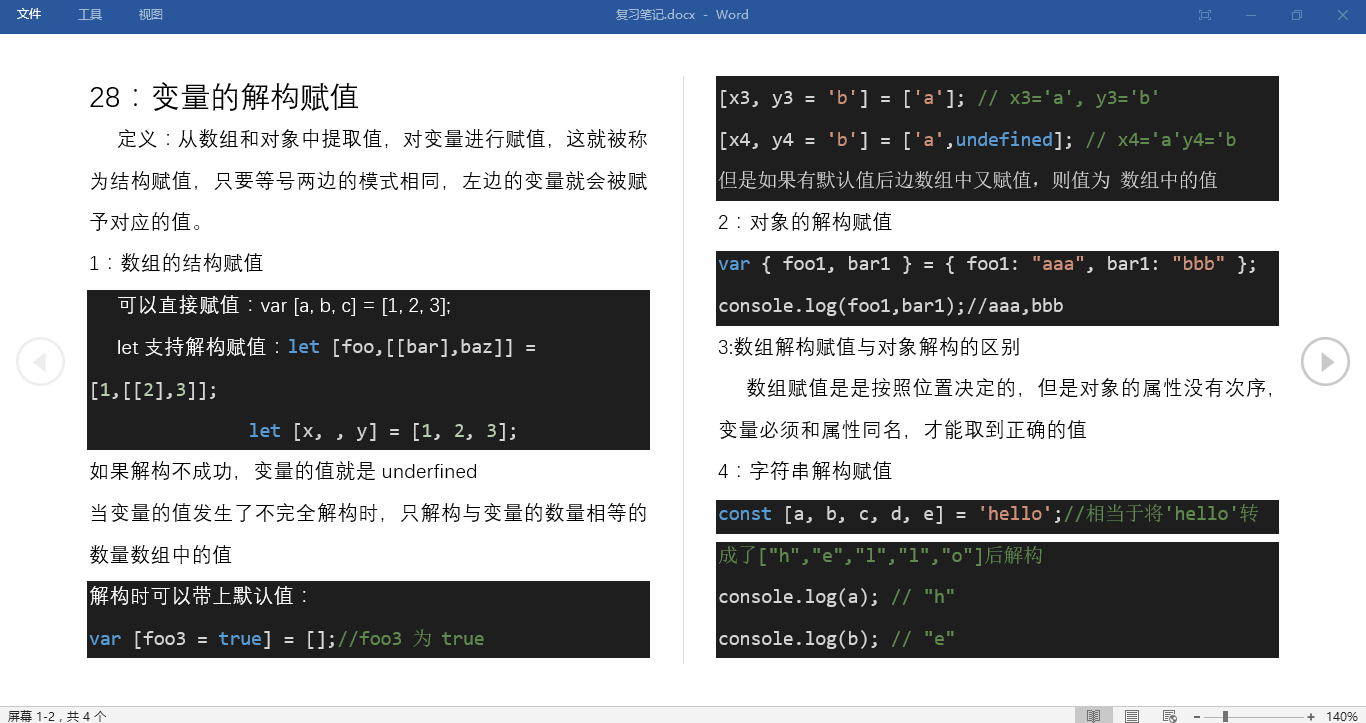 文件 工具 视图 复习笔记.docx - Word
28：变量的解构赋值
定义：从数组和对象中提取值，对变量进行赋值，这就被称
为结构赋值，只要等号两边的模式相同，左边的变量就会被赋
予对应的值。
1：数组的结构赋值
可以直接赋值：var [a, b, c] = [1, 2, 3];
let 支持解构赋值：let [foo,[[bar],baz]] =
[1,[[2],3]];
let [x, , y] = [1, 2, 3];
如果解构不成功，变量的值就是 underfined
当变量的值发生了不完全解构时，只解构与变量的数量相等的
数量数组中的值
解构时可以带上默认值：
var [foo3 = true] = [];//foo3 为 true
[x3, y3 = 'b'] = ['a']; // x3='a', y3='b'
[x4, y4 = 'b'] = ['a',undefined]; // x4='a'y4='b
但是如果有默认值后边数组中又赋值，则值为 数组中的值
2：对象的解构赋值
var { foo1, bar1 } = { foo1: "aaa", bar1: "bbb" };
console.log(foo1,bar1);//aaa,bbb
3:数组解构赋值与对象解构的区别
数组赋值是是按照位置决定的，但是对象的属性没有次序，
变量必须和属性同名，才能取到正确的值
4：字符串解构赋值
const [a, b, c, d, e] = 'hello';//相当于将'hello'转
成了["h","e","l","l","o"]后解构
console.log(a); // "h"
console.log(b); // "e"
屏幕 1-2，共 4 个 140%